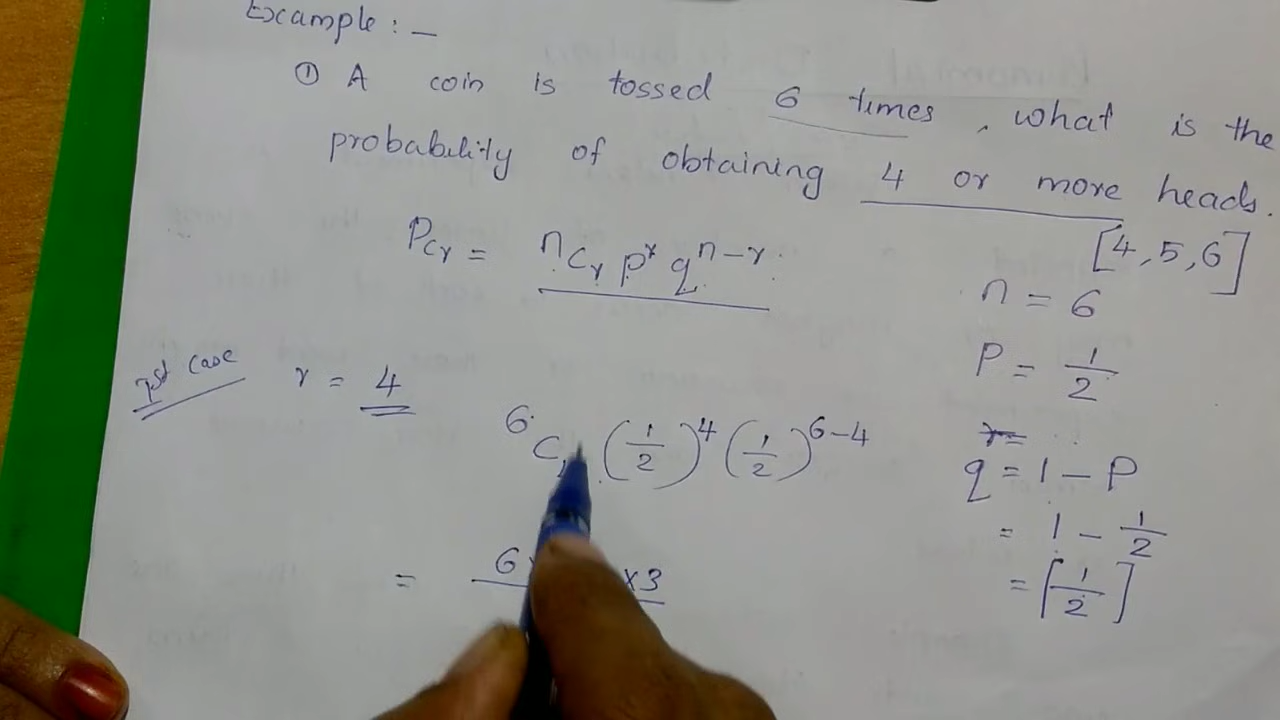 Example : —
① A coin is tossed 6 times, what is the
probability of obtaining 4 or more heads.
[4, 5, 6]
Pcr = nCr p^r q^n-r
n = 6
P = 1/2
1st case r = 4
6C (1/2)^4 (1/2)^6-4
r=
q = 1 - P
= 1 - 1/2
= [1/2]
= 6 ×3